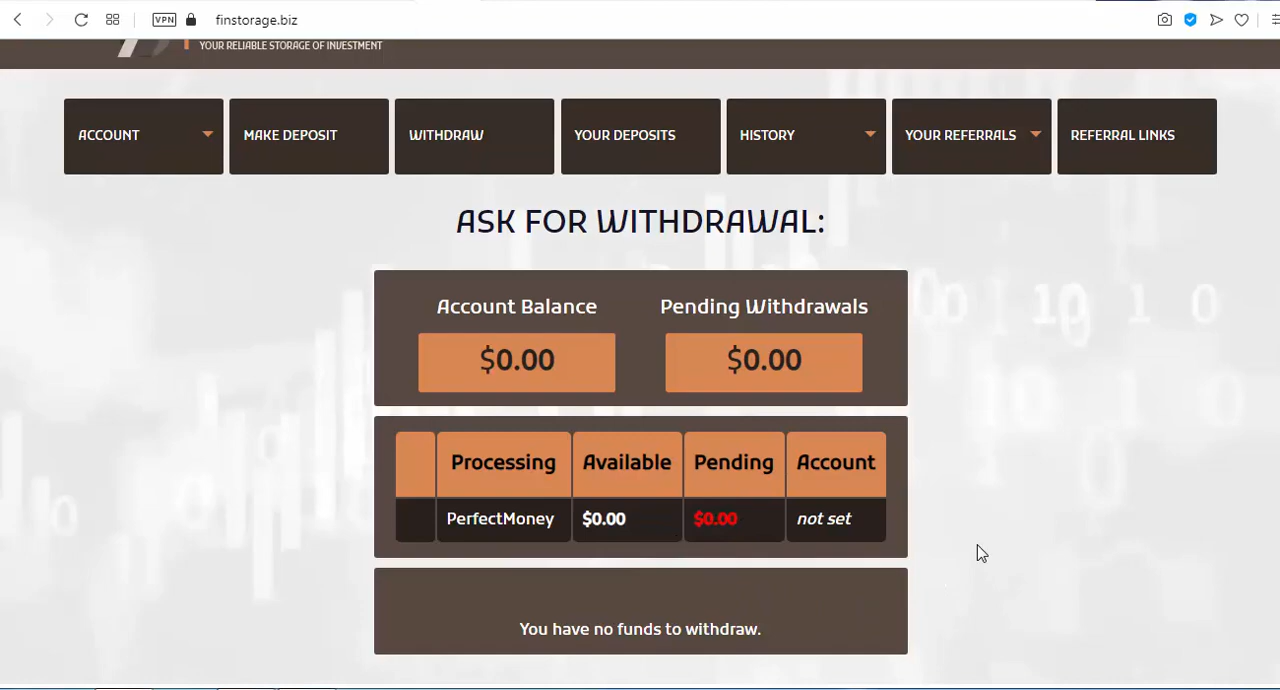 VPN finstorage.biz
YOUR RELIABLE STORAGE OF INVESTMENT
ACCOUNT MAKE DEPOSIT WITHDRAW YOUR DEPOSITS HISTORY YOUR REFERRALS REFERRAL LINKS
ASK FOR WITHDRAWAL:
Account Balance Pending Withdrawals
$0.00 $0.00
Processing Available Pending Account
PerfectMoney $0.00 $0.00 not set
You have no funds to withdraw.